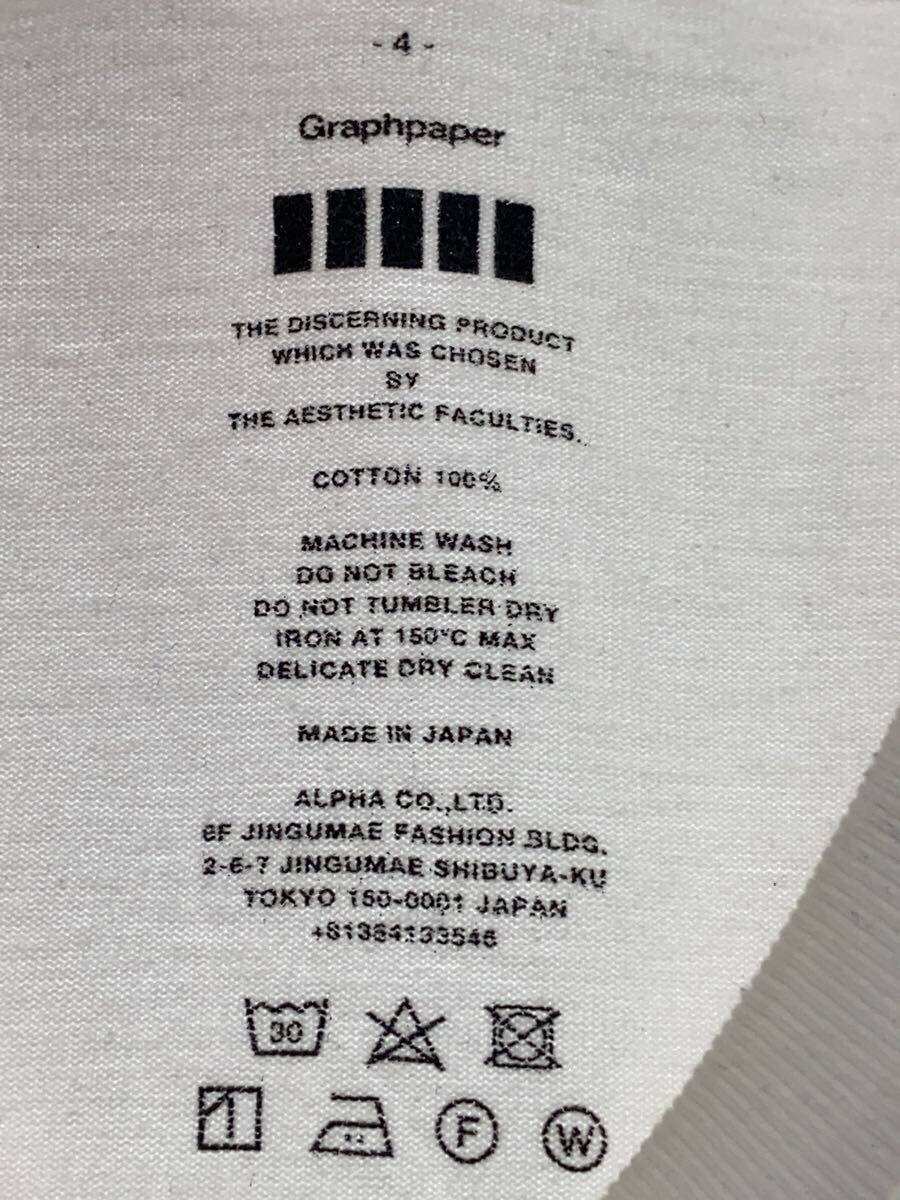 - 4 -
Graphpaper
THE DISCERNING PRODUCT
WHICH WAS CHOSEN
BY
THE AESTHETIC FACULTIES.
COTTON 100%
MACHINE WASH
DO NOT BLEACH
DO NOT TUMBLER DRY
IRON AT 150°C MAX
DELICATE DRY CLEAN
MADE IN JAPAN
ALPHA CO.,LTD.
6F JINGUMAE FASHION BLDG.
2-6-7 JINGUMAE SHIBUYA-KU
TOKYO 150-0001 JAPAN
30
F W